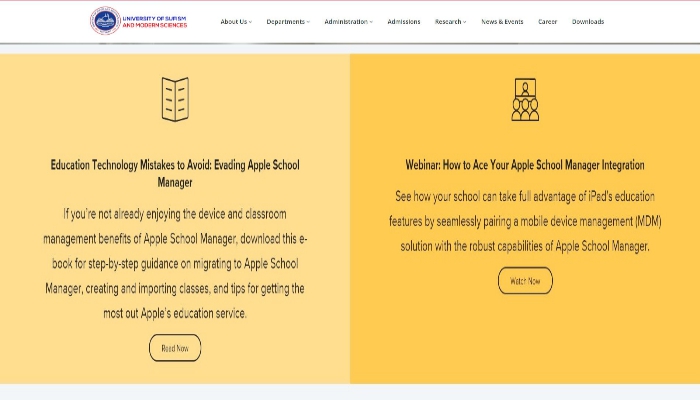 UNIVERSITY OF SUFISM
AND MODERN SCIENCES
About Us
Departments
Administration
Admissions
Research
News & Events
Career
Downloads
Education Technology Mistakes to Avoid: Evading Apple School
Manager
If you're not already enjoying the device and classroom
management benefits of Apple School Manager, download this e-
book for step-by-step guidance on migrating to Apple School
Manager, creating and importing classes, and tips for getting the
most out Apple's education service.
Read Now
Webinar: How to Ace Your Apple School Manager Integration
See how your school can take full advantage of iPad's education
features by seamlessly pairing a mobile device management (MDM)
solution with the robust capabilities of Apple School Manager.
Watch Now